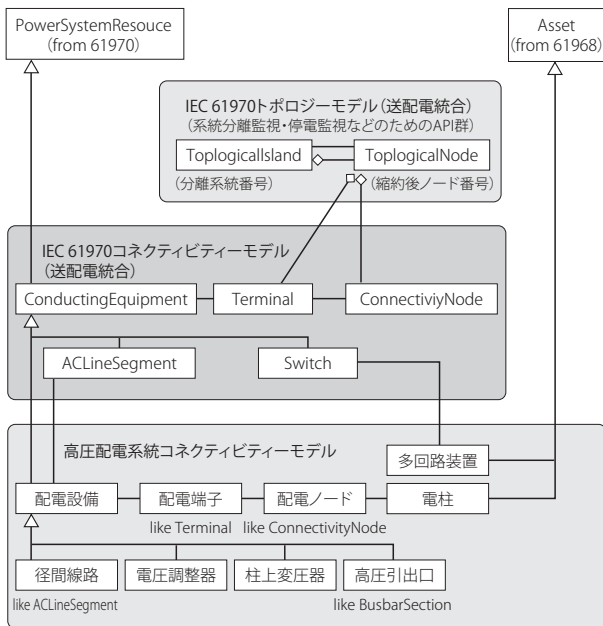 PowerSystemResouce
(from 61970)
Asset
(from 61968)
IEC 61970トポロジーモデル(送配電統合)
(系統分離監視・停電監視などのためのAPI群)
ToplogicalIsland
ToplogicalNode
(分離系統番号)
(縮約後ノード番号)
IEC 61970コネクティビティーモデル
(送配電統合)
ConductingEquipment
Terminal
ConnectiviyNode
ACLineSegment
Switch
高圧配電系統コネクティビティーモデル
多回路装置
配電設備
配電端子
配電ノード
電柱
like Terminal
like ConnectivityNode
径間線路
電圧調整器
柱上変圧器
高圧引出口
like ACLineSegment
like BusbarSection